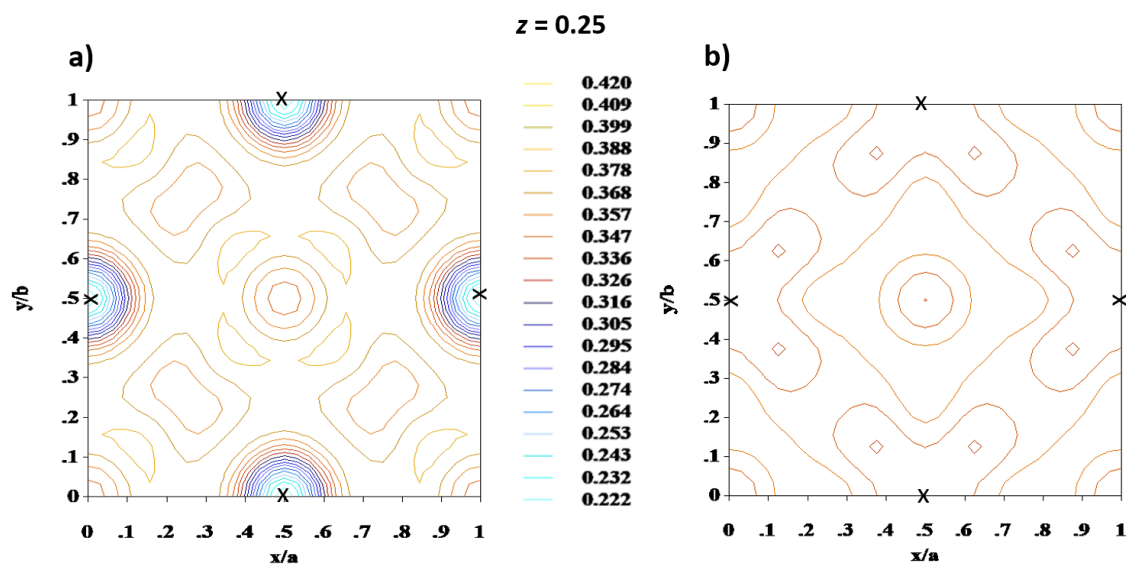 z = 0.25
a)
1
.9
.8
.7
.6
.5
.4
.3
.2
.1
0
y/b
0 .1 .2 .3 .4 .5 .6 .7 .8 .9 1
x/a
X
X
X
X
0.420
0.409
0.399
0.388
0.378
0.368
0.357
0.347
0.336
0.326
0.316
0.305
0.295
0.284
0.274
0.264
0.253
0.243
0.232
0.222
b)
1
.9
.8
.7
.6
.5
.4
.3
.2
.1
0
y/b
0 .1 .2 .3 .4 .5 .6 .7 .8 .9 1
x/a
X
X
X
X